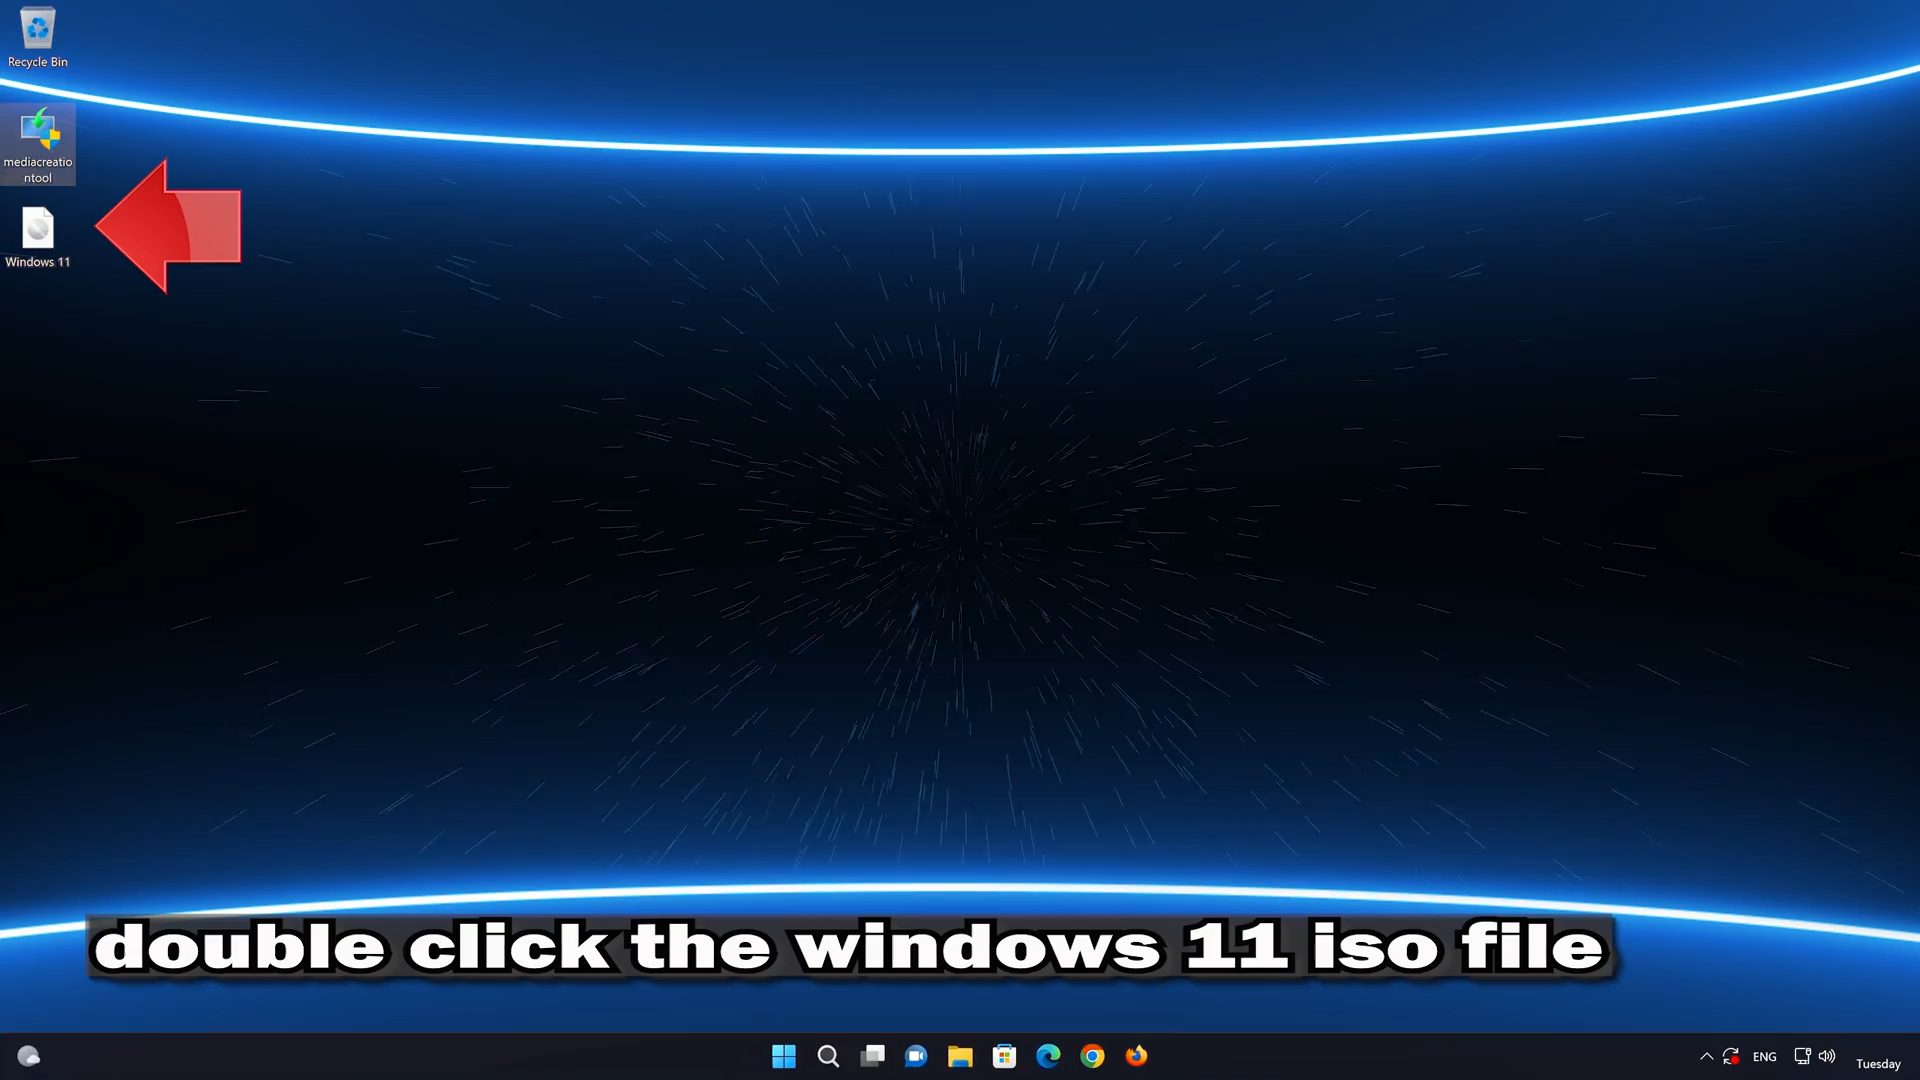 Recycle Bin
mediacreatio
ntool
Windows 11
double click the windows 11 iso file
ENG
Tuesday